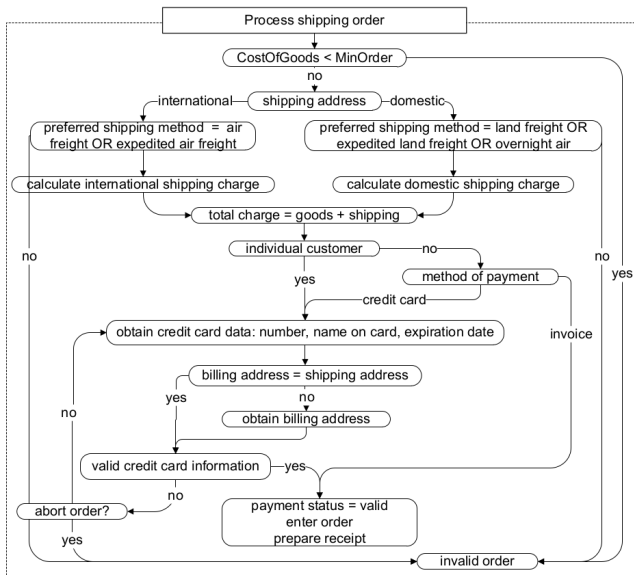 Process shipping order
CostOfGoods < MinOrder
no
international
shipping address
domestic
preferred shipping method = air
freight OR expedited air freight
preferred shipping method = land freight OR
expedited land freight OR overnight air
calculate international shipping charge
calculate domestic shipping charge
total charge = goods + shipping
individual customer
no
no
no
yes
yes
method of payment
credit card
obtain credit card data: number, name on card, expiration date
invoice
billing address = shipping address
yes
no
no
obtain billing address
valid credit card information
yes
no
abort order?
payment status = valid
enter order
prepare receipt
yes
invalid order